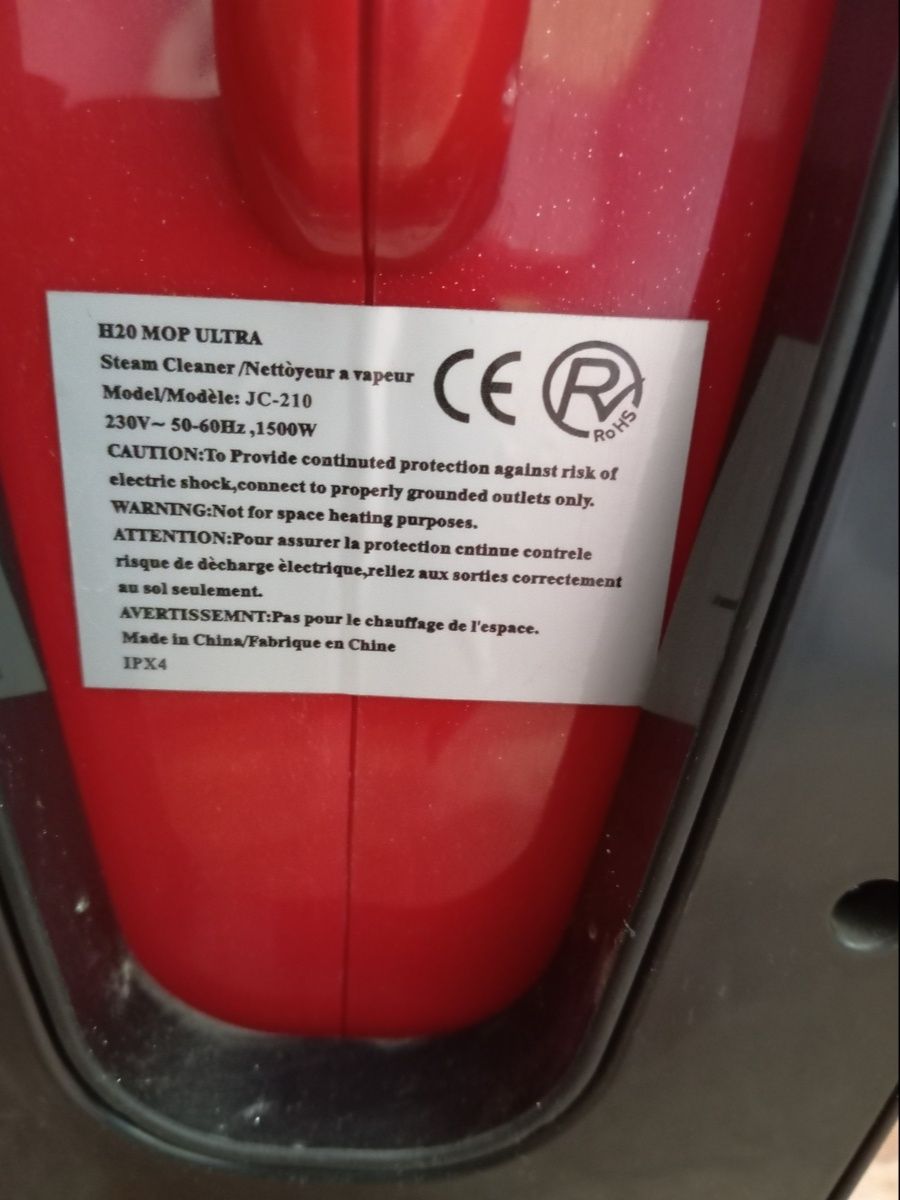 H20 MOP ULTRA
Steam Cleaner /Nettòyeur a vapeur
Model/Modèle: JC-210
230V~ 50-60Hz ,1500W
CE
R
RoHS
CAUTION:To Provide continuted protection against risk of
electric shock,connect to properly grounded outlets only.
WARNING:Not for space heating purposes.
ATTENTION:Pour assurer la protection cntinue contrele
risque de dècharge èlectrique,reliez aux sorties correctement
au sol seulement.
AVERTISSEMNT:Pas pour le chauffage de l'espace.
Made in China/Fabrique en Chine
IPX4